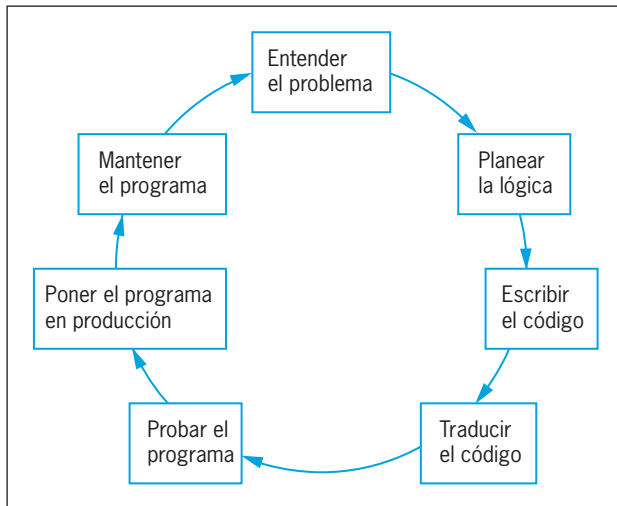 Entender
el problema
Planear
la lógica
Escribir
el código
Traducir
el código
Probar el
programa
Poner el programa
en producción
Mantener
el programa